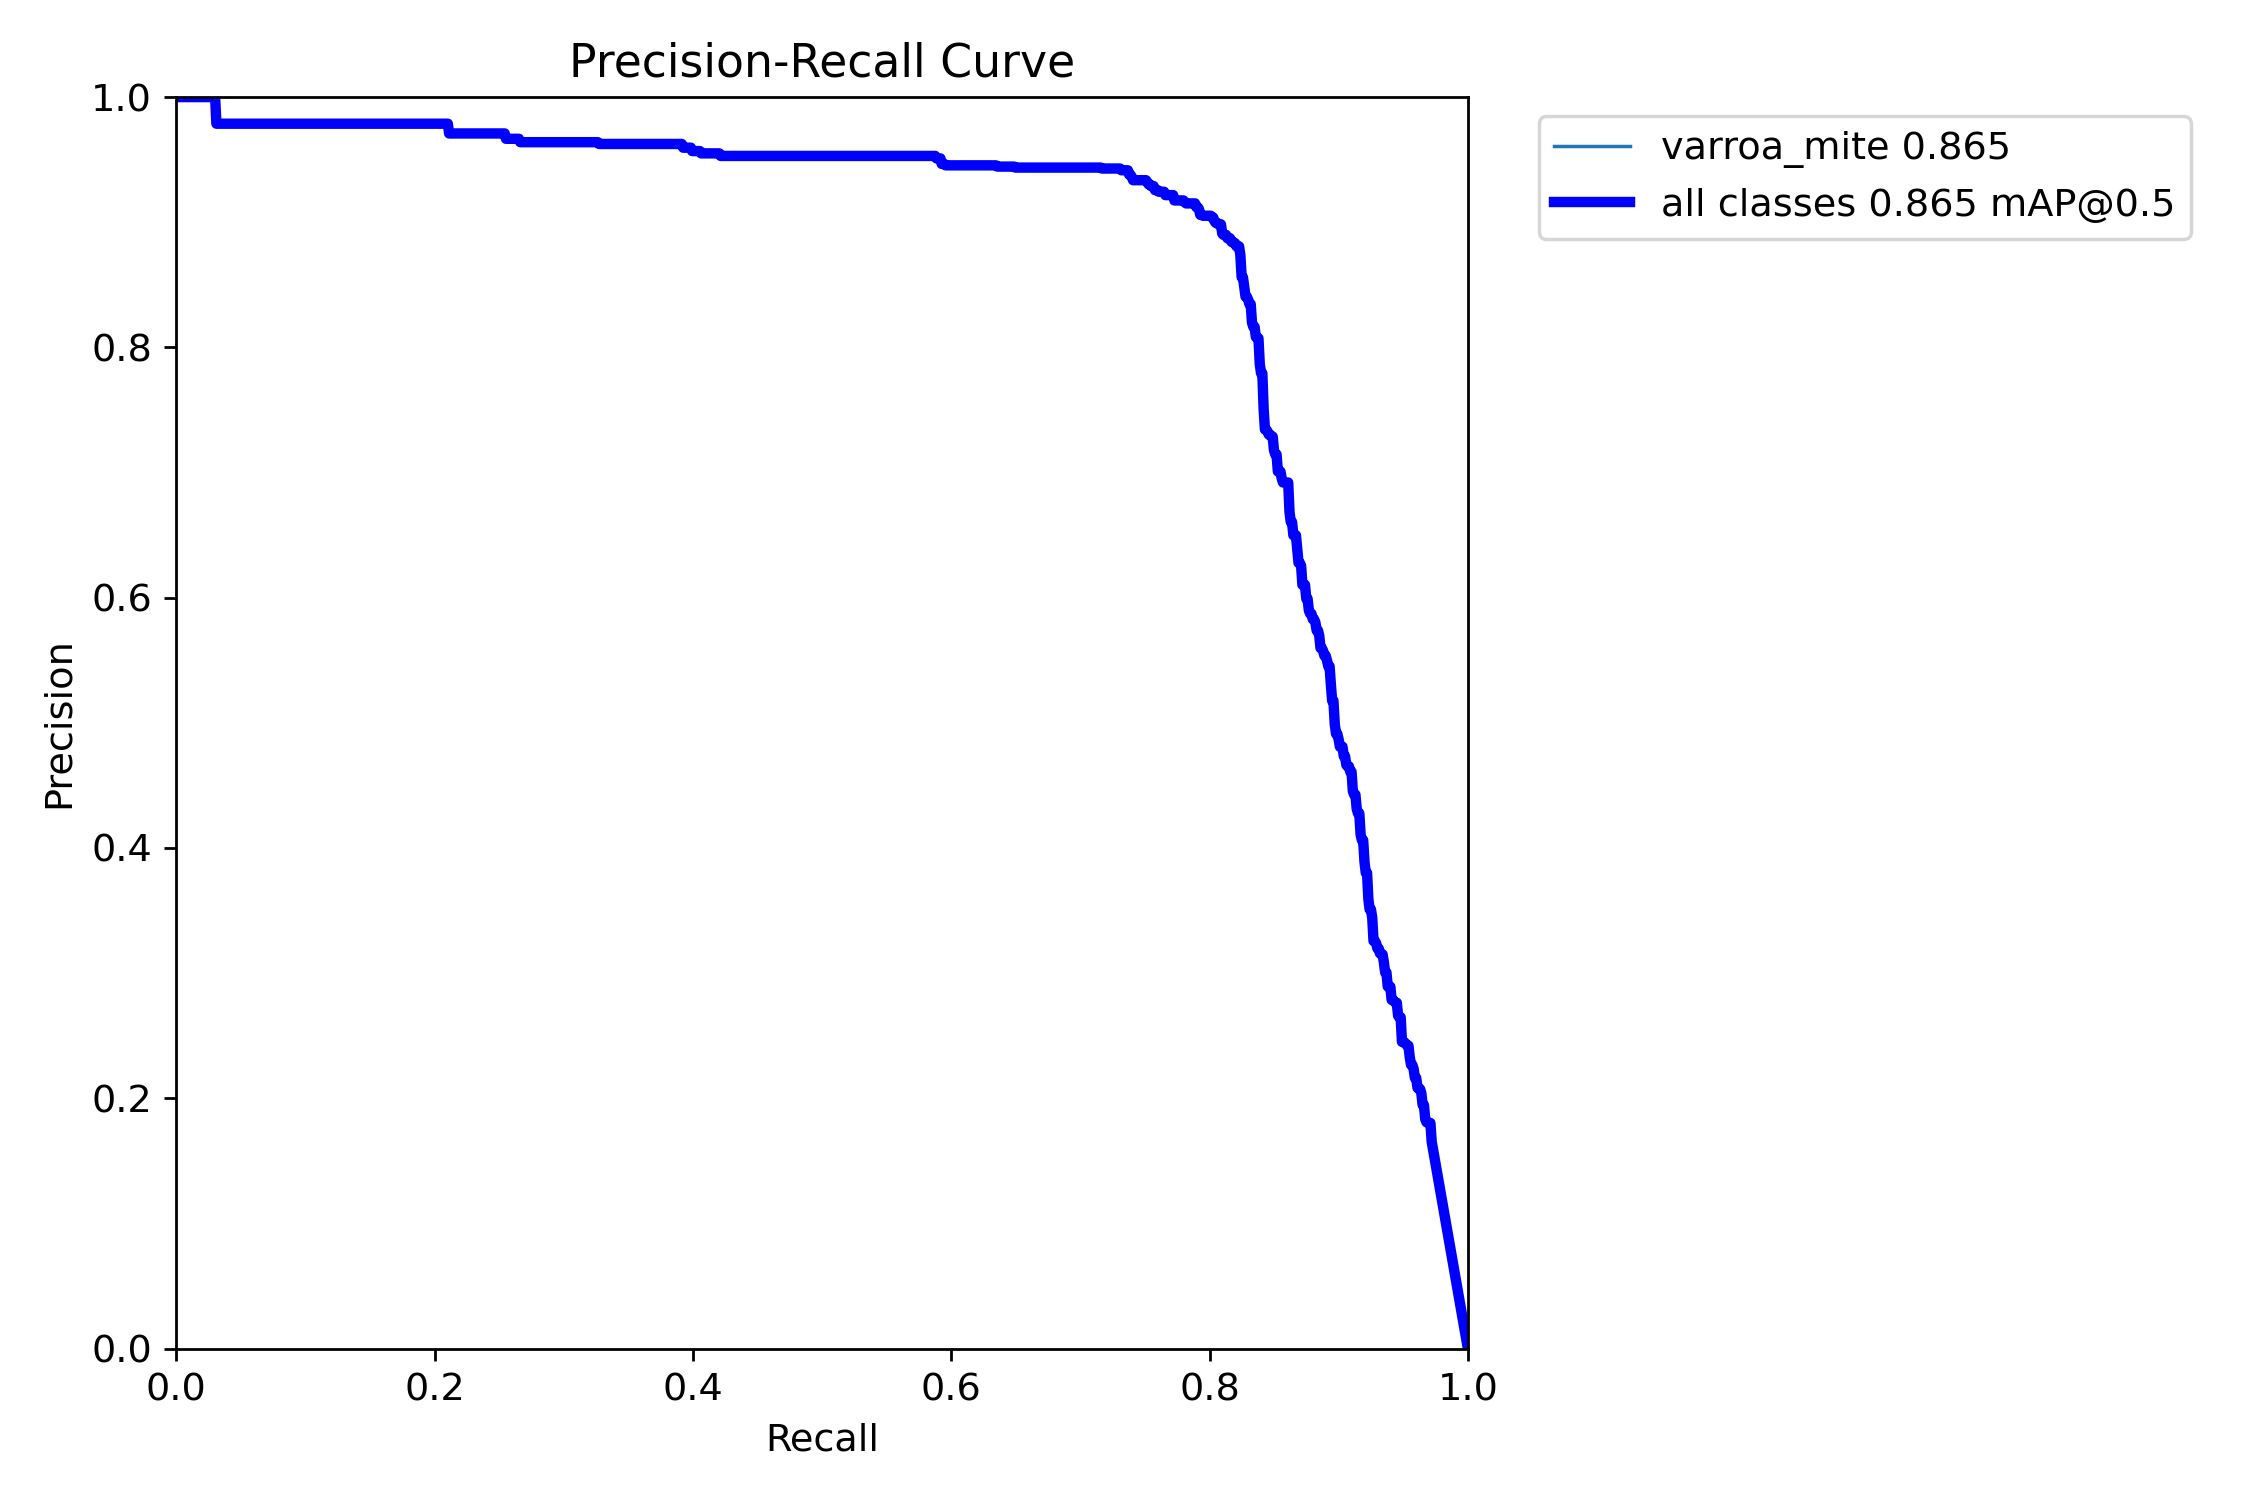 Precision-Recall Curve
1.0
0.8
0.6
0.4
0.2
0.0
Precision
0.0 0.2 0.4 0.6 0.8 1.0
Recall
varroa_mite 0.865
all classes 0.865 mAP@0.5